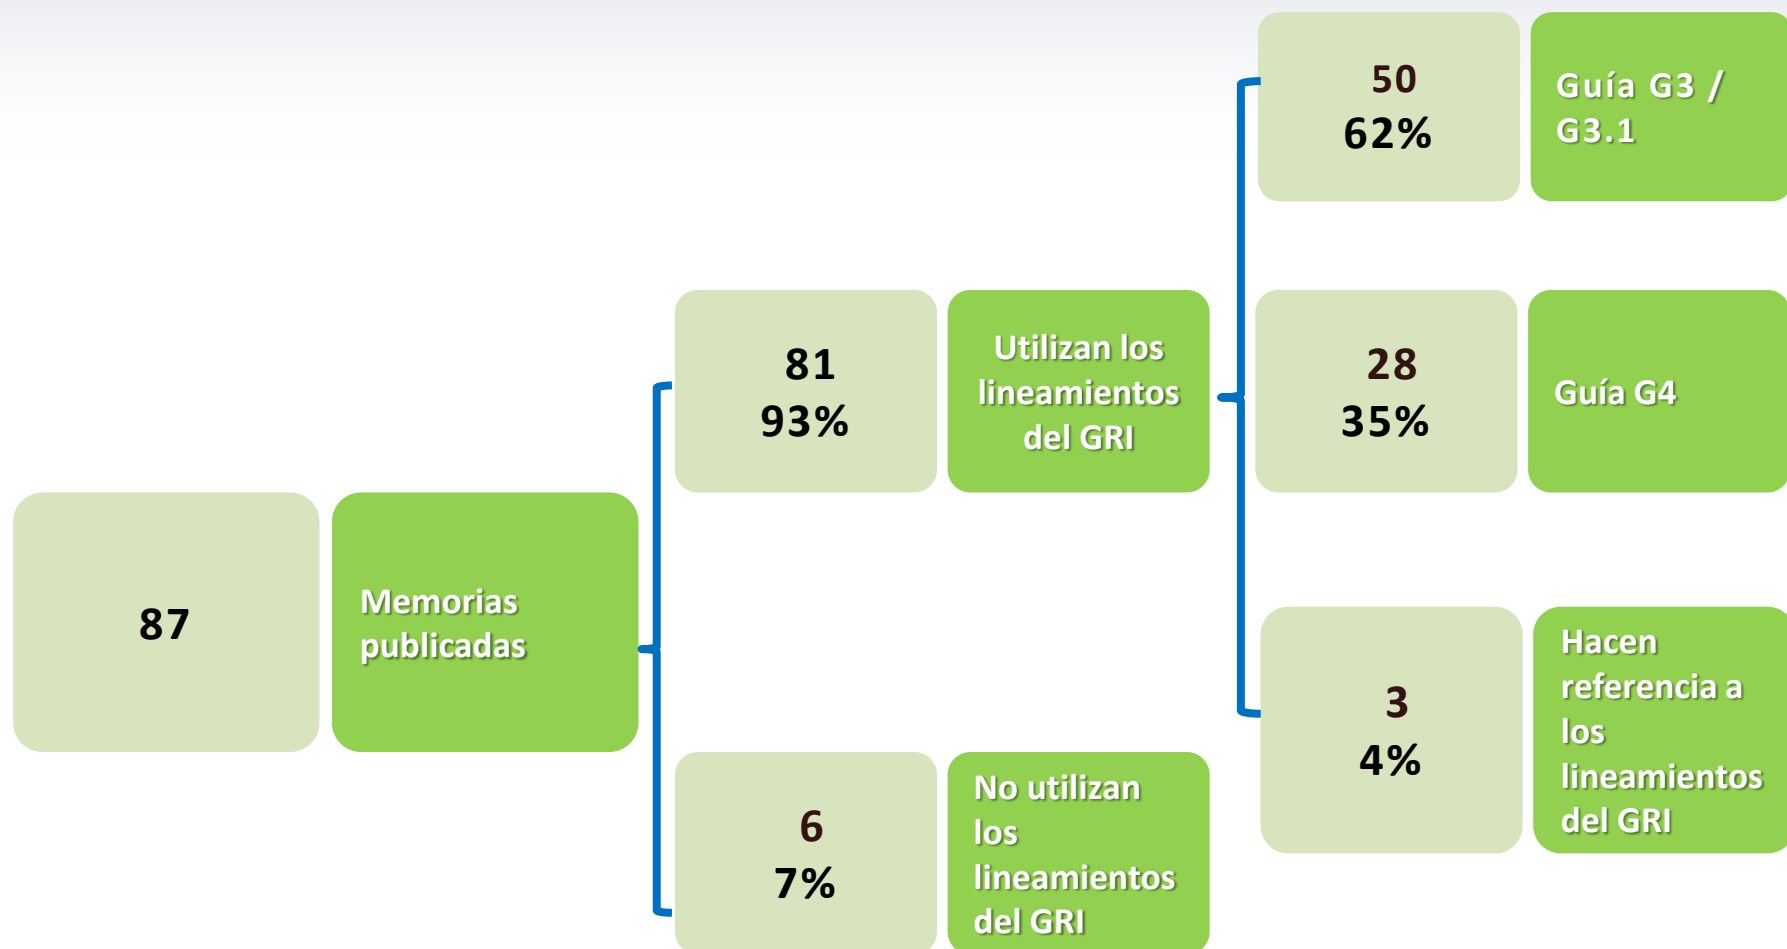 87
Memorias
publicadas
81
93%
Utilizan los
lineamientos
del GRI
6
7%
No utilizan
los
lineamientos
del GRI
50
62%
Guía G3 /
G3.1
28
35%
Guía G4
3
4%
Hacen
referencia a
los
lineamientos
del GRI